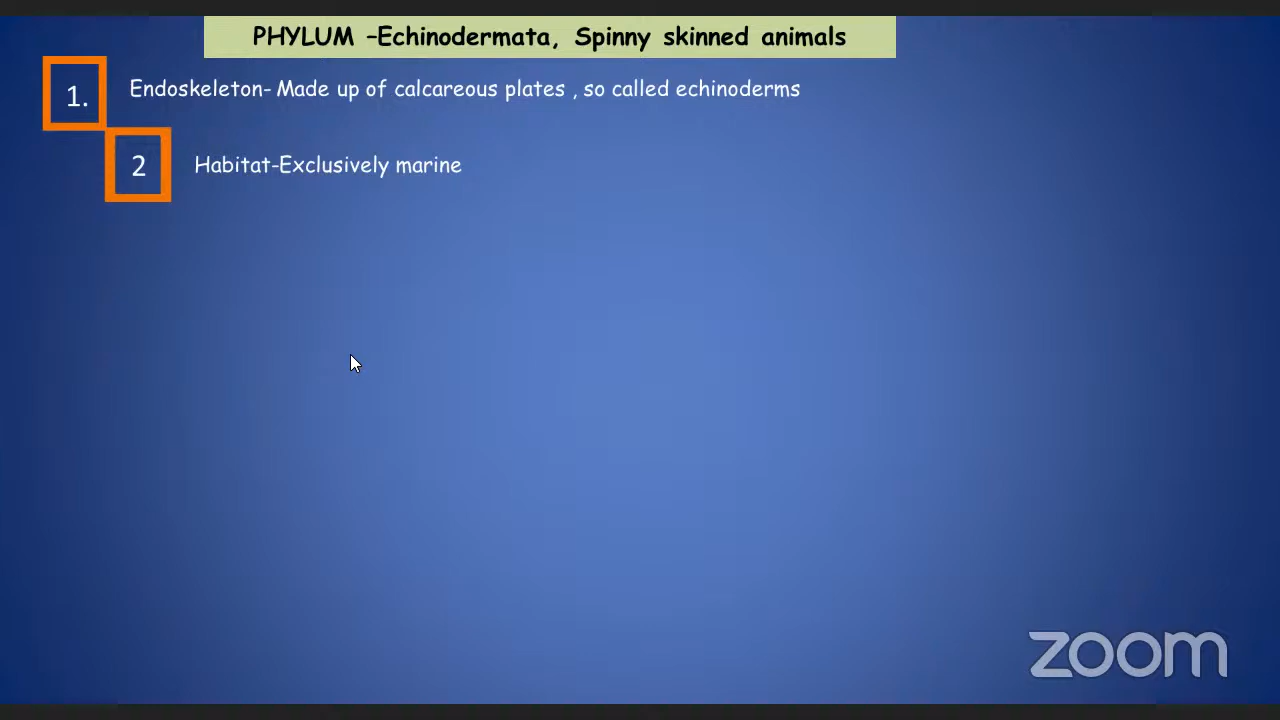 PHYLUM –Echinodermata, Spinny skinned animals
1. Endoskeleton- Made up of calcareous plates , so called echinoderms
2 Habitat-Exclusively marine
zoom